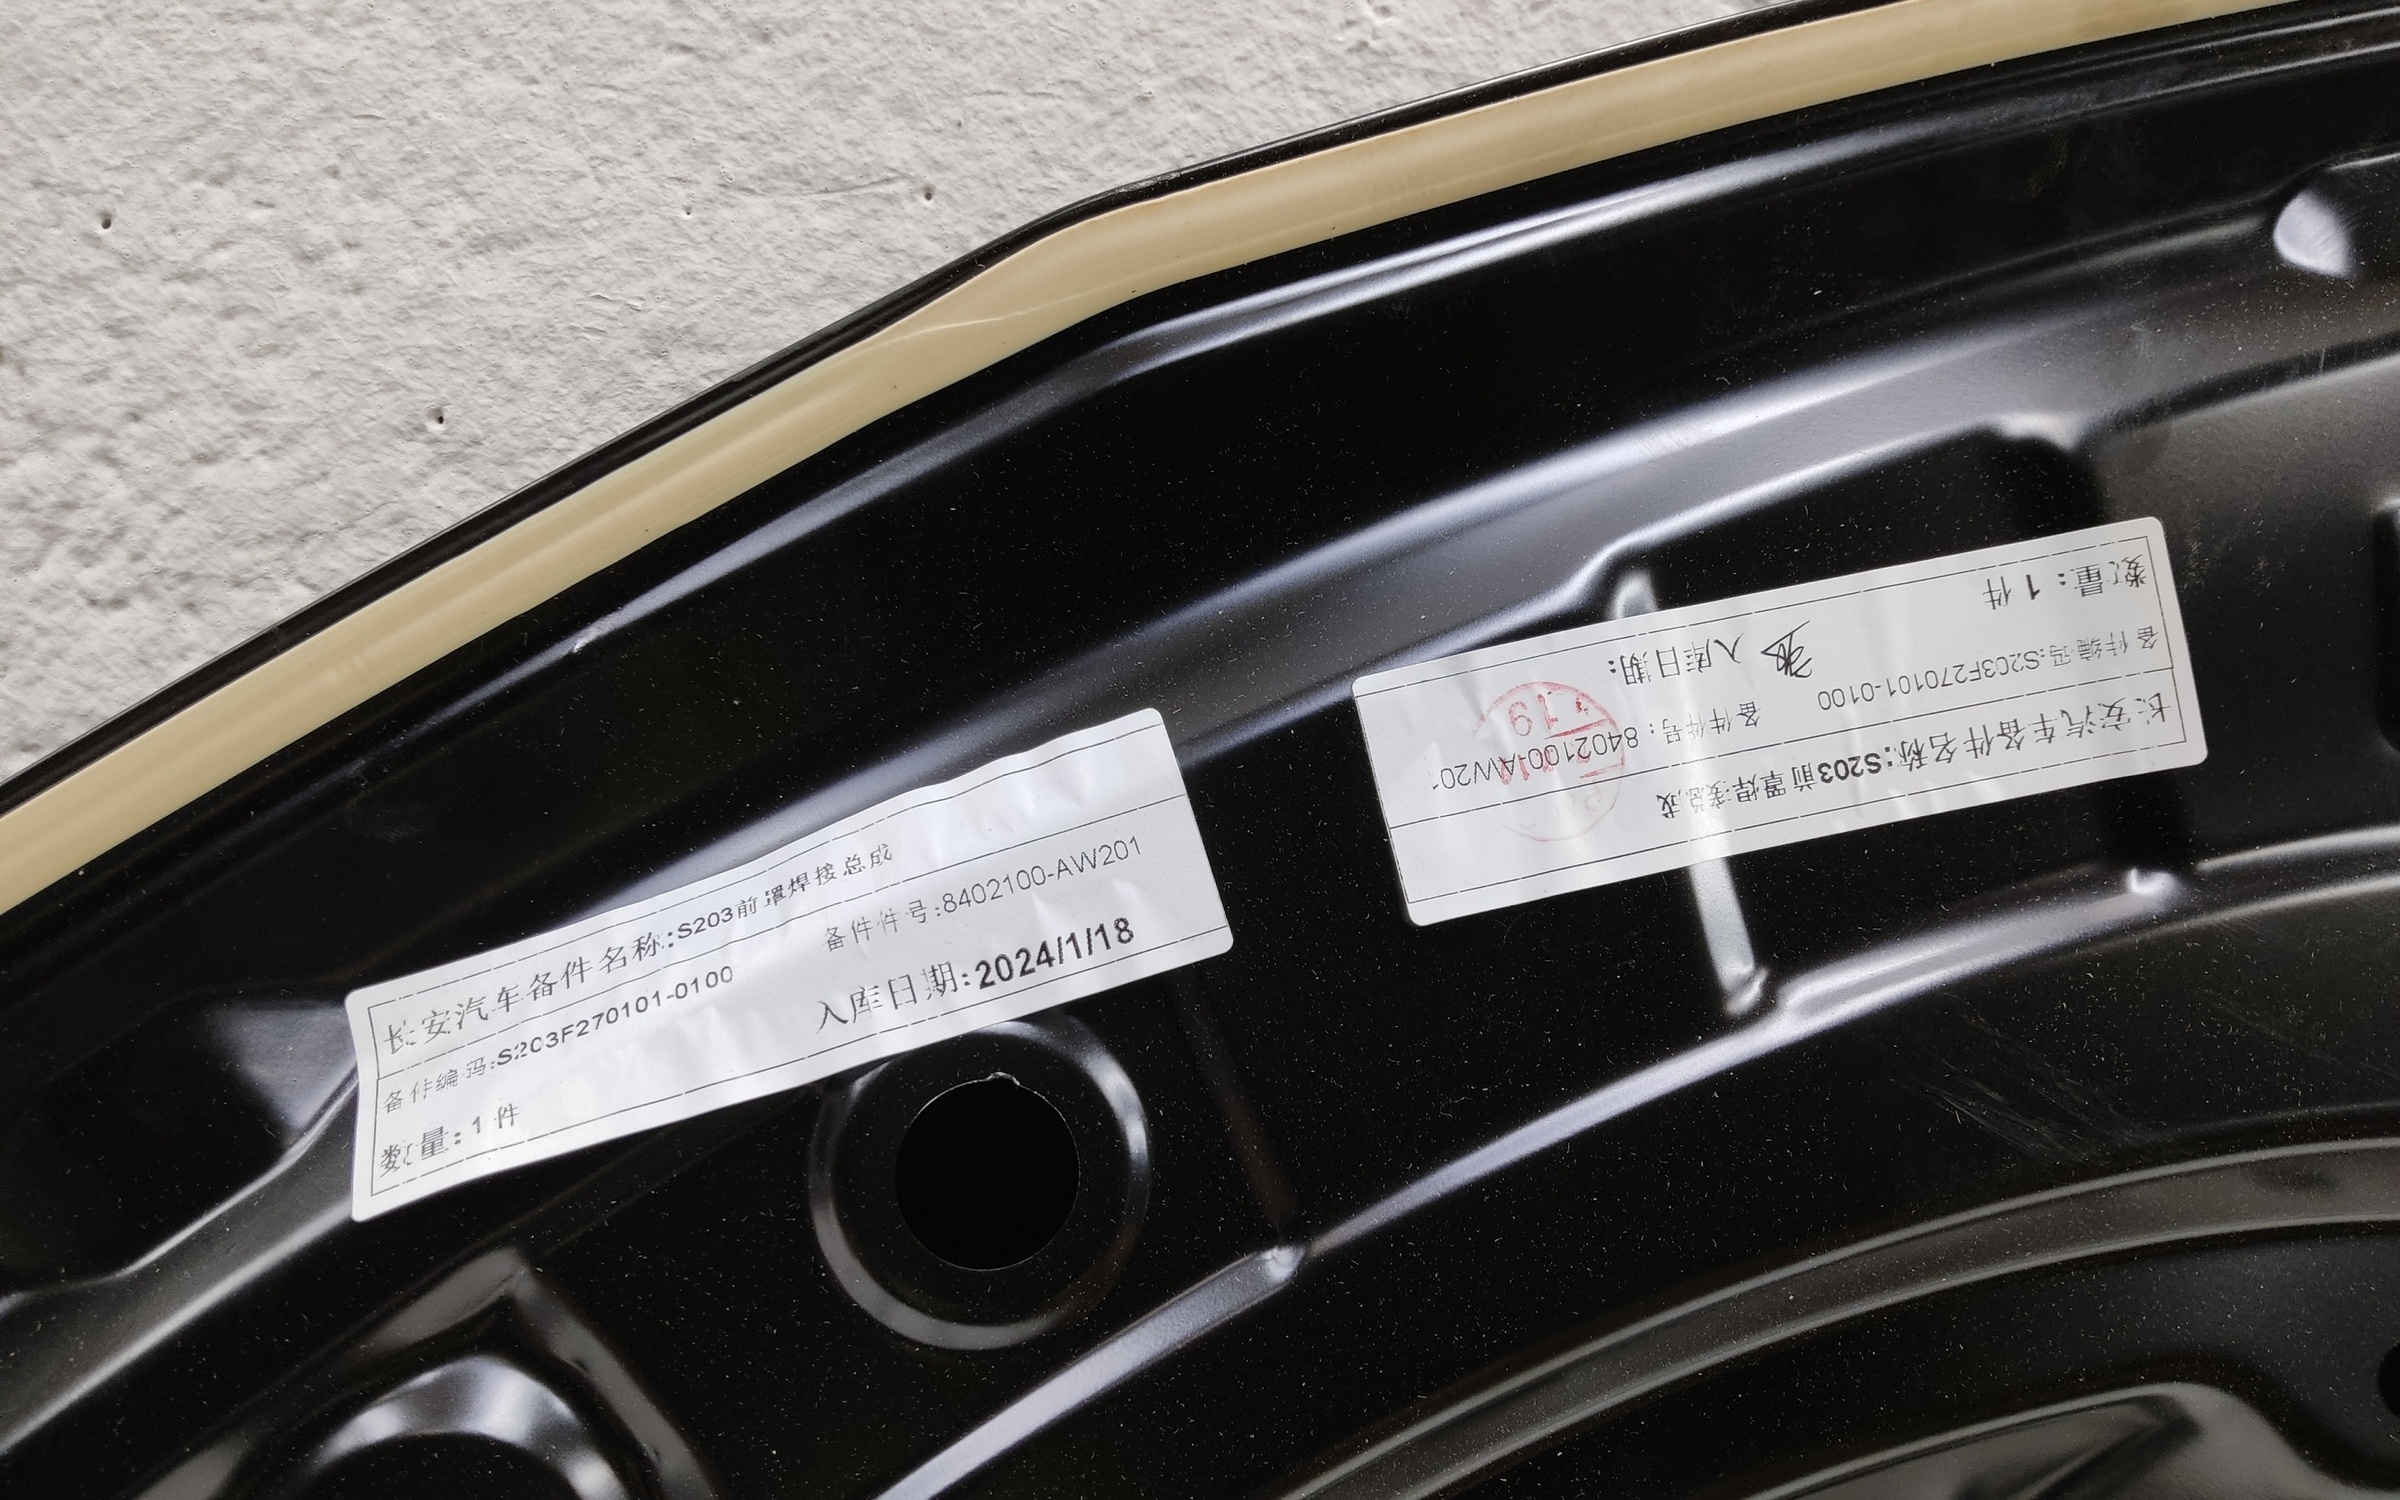 长安汽车备件名称:S203前罩焊接总成
备件编码:S203F270101-0100 备件件号:8402100-AW201
数量:1件 入库日期:2024/1/18
长安汽车备件名称:S203前罩焊接总成
备件编码:S203F270101-0100 备件件号:8402100-AW201
数量:1件 入库日期:
19